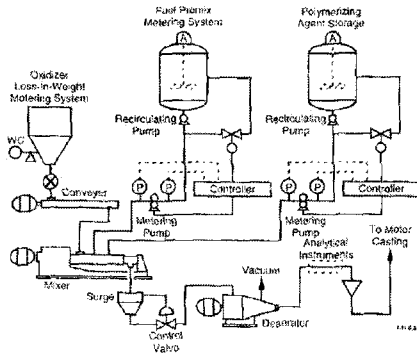 Fuel Premix
Metering System
Polymerizing
Agent Storage
A
A
Oxidizer
Loss-In-Weight
Metering System
WC
Recirculating
Pump
Recirculating
Pump
P
P
Controller
P
P
Controller
Conveyer
Metering
Pump
Metering
Pump
Mixer
Analytical
Instruments
To Motor
Casting
Vacuum
Surge
Control
Valve
Deaerator